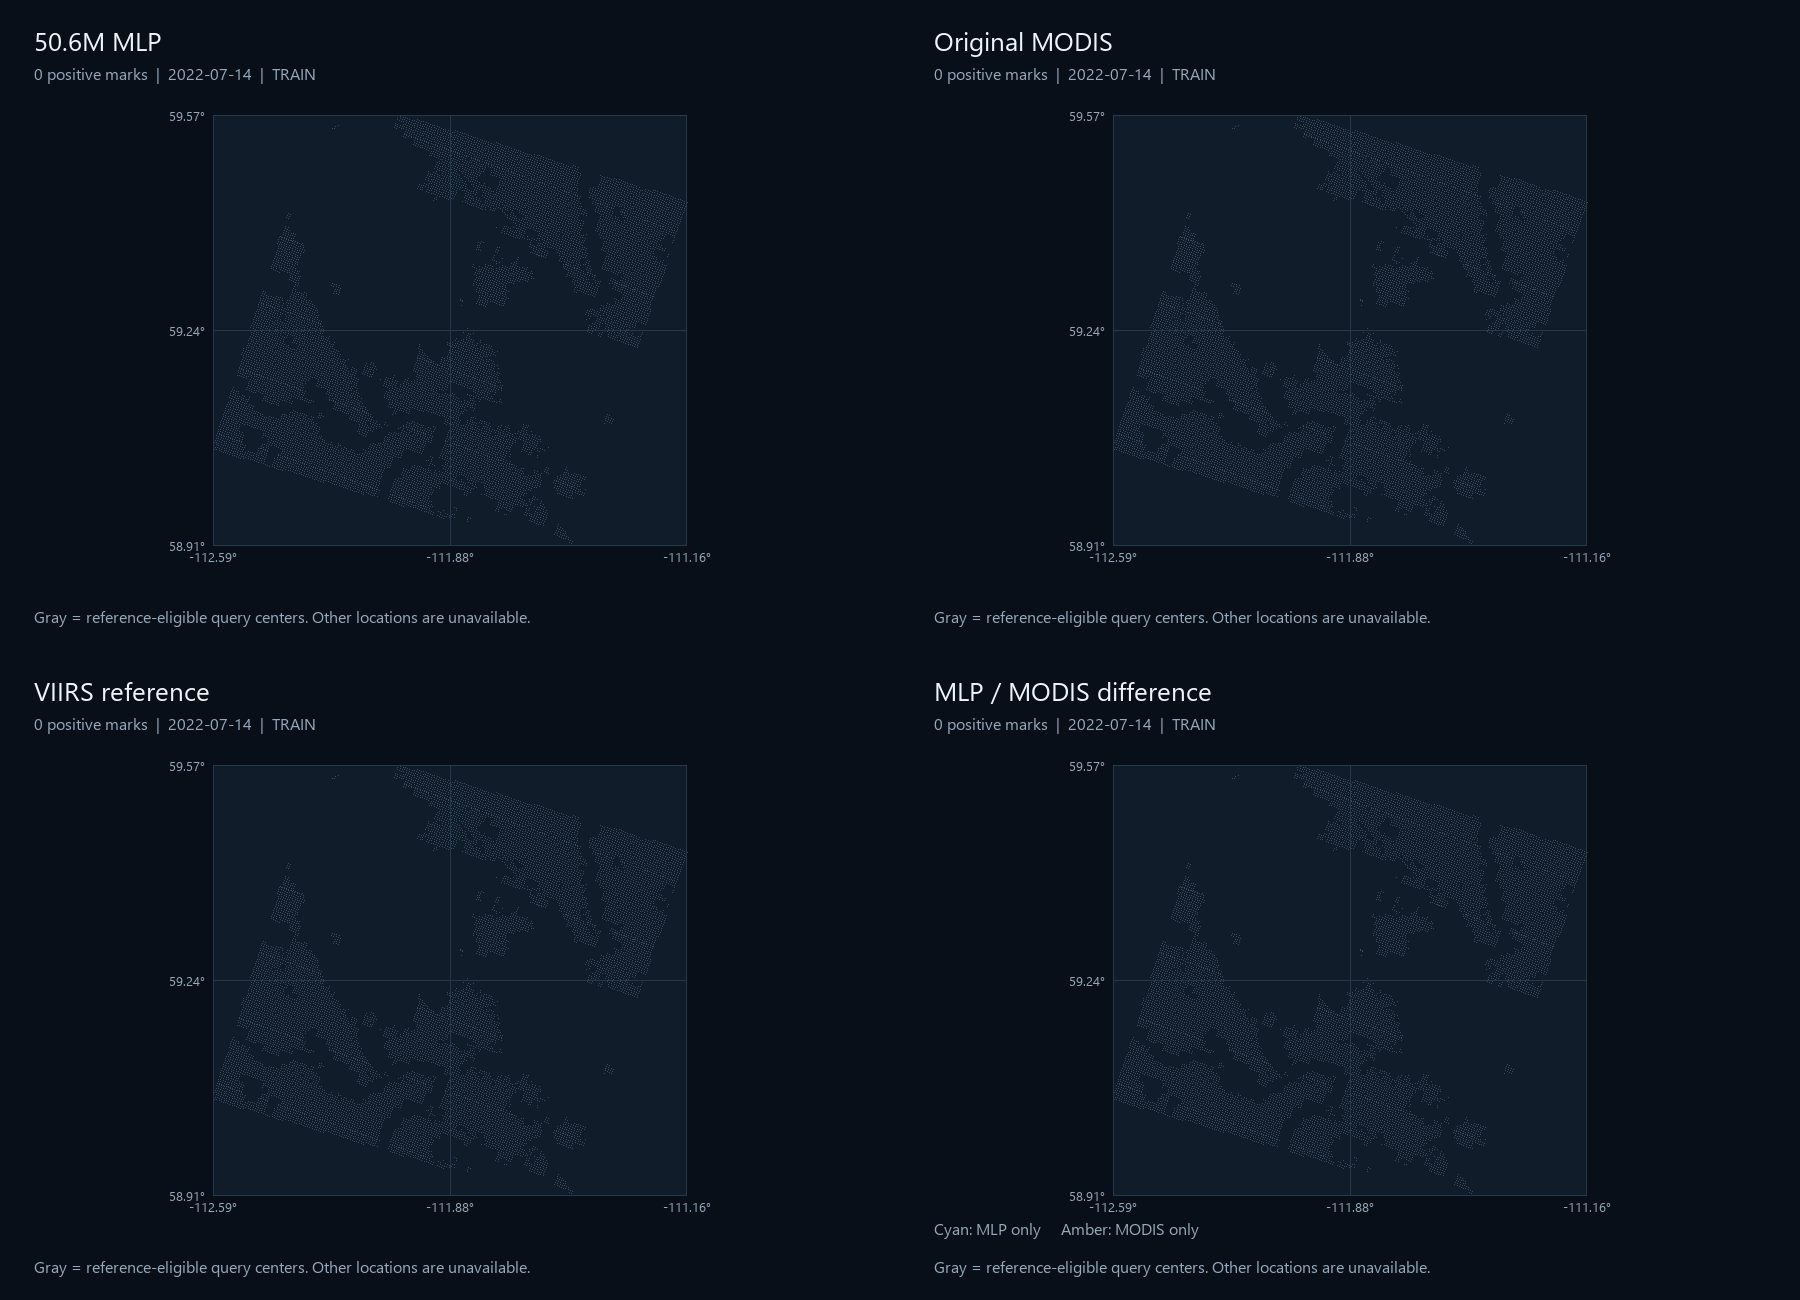 50.6M MLP
0 positive marks | 2022-07-14 | TRAIN
59.57°
59.24°
58.91°
-112.59°
-111.88°
-111.16°
Gray = reference-eligible query centers. Other locations are unavailable.
Original MODIS
0 positive marks | 2022-07-14 | TRAIN
59.57°
59.24°
58.91°
-112.59°
-111.88°
-111.16°
Gray = reference-eligible query centers. Other locations are unavailable.
VIIRS reference
0 positive marks | 2022-07-14 | TRAIN
59.57°
59.24°
58.91°
-112.59°
-111.88°
-111.16°
Gray = reference-eligible query centers. Other locations are unavailable.
MLP / MODIS difference
0 positive marks | 2022-07-14 | TRAIN
59.57°
59.24°
58.91°
-112.59°
-111.88°
-111.16°
Cyan: MLP only Amber: MODIS only
Gray = reference-eligible query centers. Other locations are unavailable.